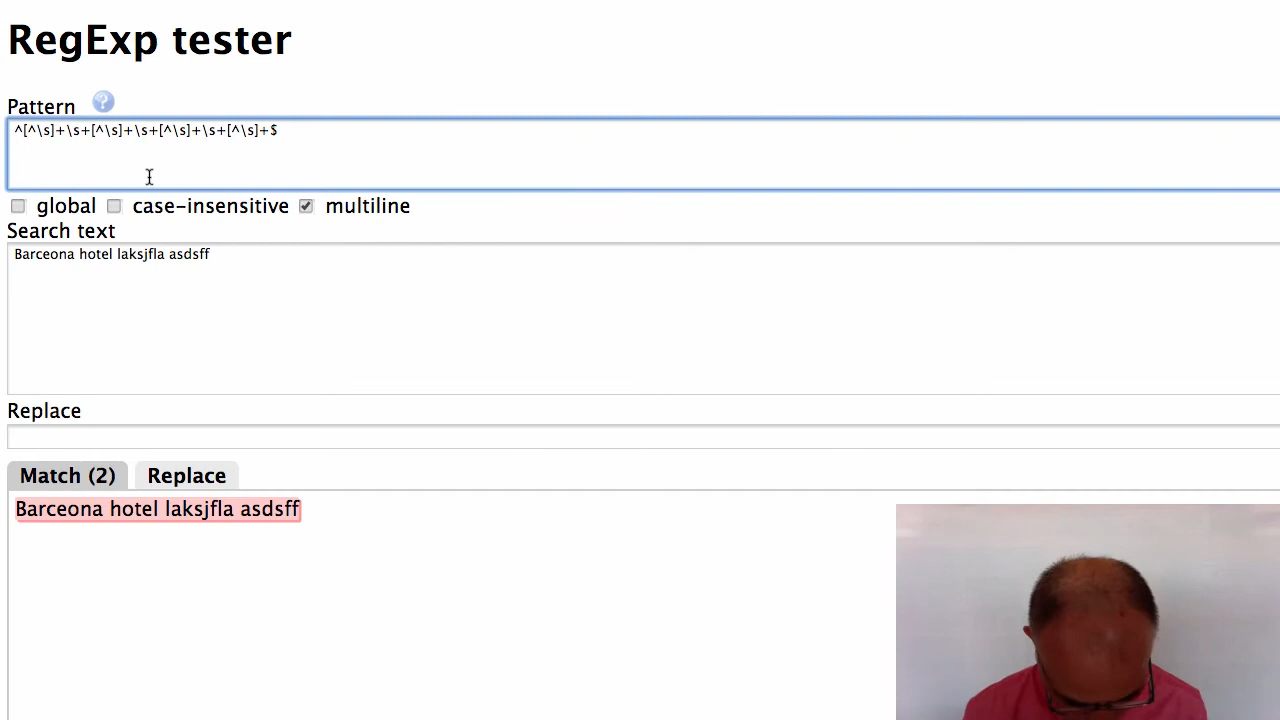 RegExp tester
Pattern ?
^[^\s]+\s+[^\s]+\s+[^\s]+\s+[^\s]+$
global case-insensitive multiline
Search text
Barceona hotel laksjfla asdsff
Replace
Match (2) Replace
Barceona hotel laksjfla asdsff